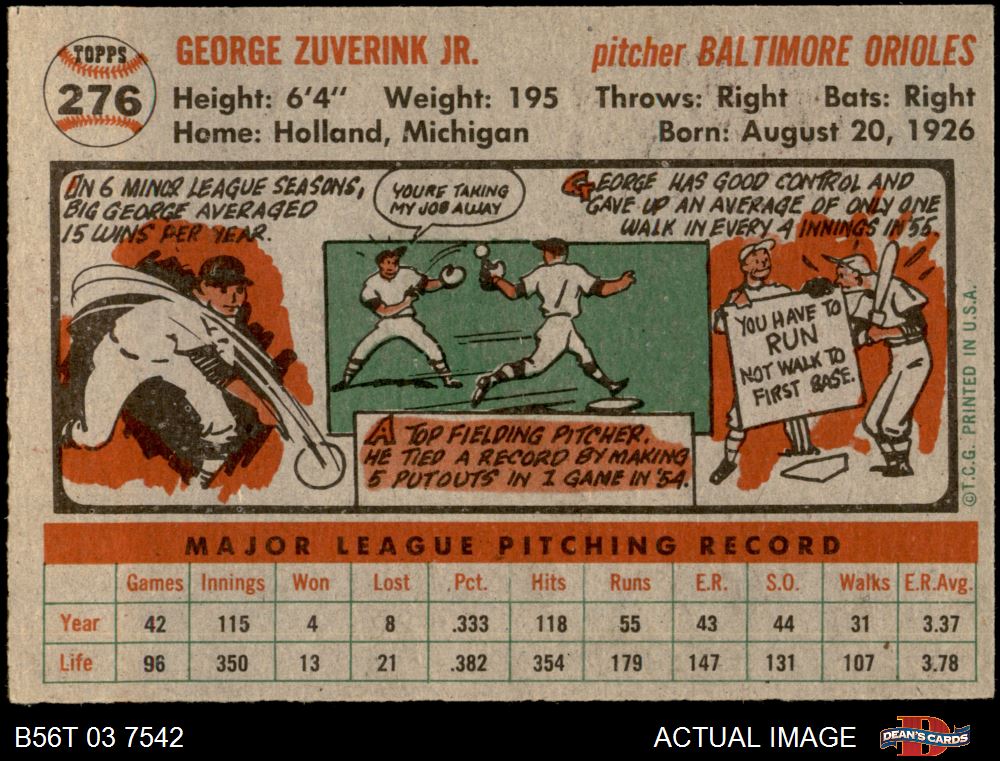 TOPPS
276
GEORGE ZUVERINK JR.
pitcher BALTIMORE ORIOLES
Height: 6'4" Weight: 195 Throws: Right Bats: Right
Home: Holland, Michigan Born: August 20, 1926
IN 6 MINOR LEAGUE SEASONS,
BIG GEORGE AVERAGED
15 WINS PER YEAR.
YOU'RE TAKING
MY JOB AWAY
A TOP FIELDING PITCHER.
HE TIED A RECORD BY MAKING
5 PUTOUTS IN 1 GAME IN '54.
GEORGE HAS GOOD CONTROL AND
GAVE UP AN AVERAGE OF ONLY ONE
WALK IN EVERY 4 INNINGS IN '55.
YOU HAVE TO
RUN
NOT WALK TO
FIRST BASE.
©T.C.G. PRINTED IN U.S.A.
MAJOR LEAGUE PITCHING RECORD
Games Innings Won Lost Pct. Hits Runs E.R. S.O. Walks E.R.Avg.
Year 42 115 4 8 .333 118 55 43 44 31 3.37
Life 96 350 13 21 .382 354 179 147 131 107 3.78
B56T 03 7542
ACTUAL IMAGE
DEAN'S CARDS